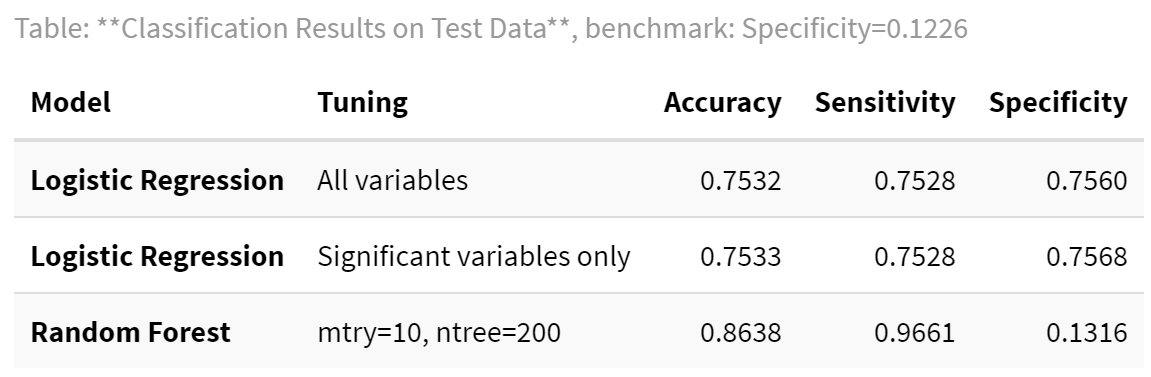 Table: **Classification Results on Test Data**, benchmark: Specificity=0.1226
Model Tuning Accuracy Sensitivity Specificity
Logistic Regression All variables 0.7532 0.7528 0.7560
Logistic Regression Significant variables only 0.7533 0.7528 0.7568
Random Forest mtry=10, ntree=200 0.8638 0.9661 0.1316